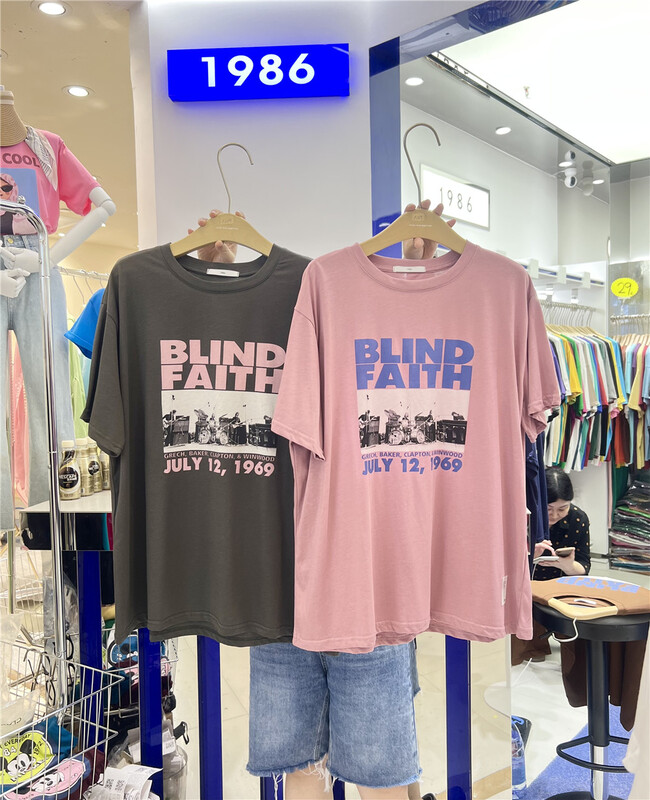 1986
1986
COOL
29.
BLIND
FAITH
GRECH, BAKER, CLAPTON, & WINWOOD
JULY 12, 1969
BLIND
FAITH
GRECH, BAKER, CLAPTON, & WINWOOD
JULY 12, 1969